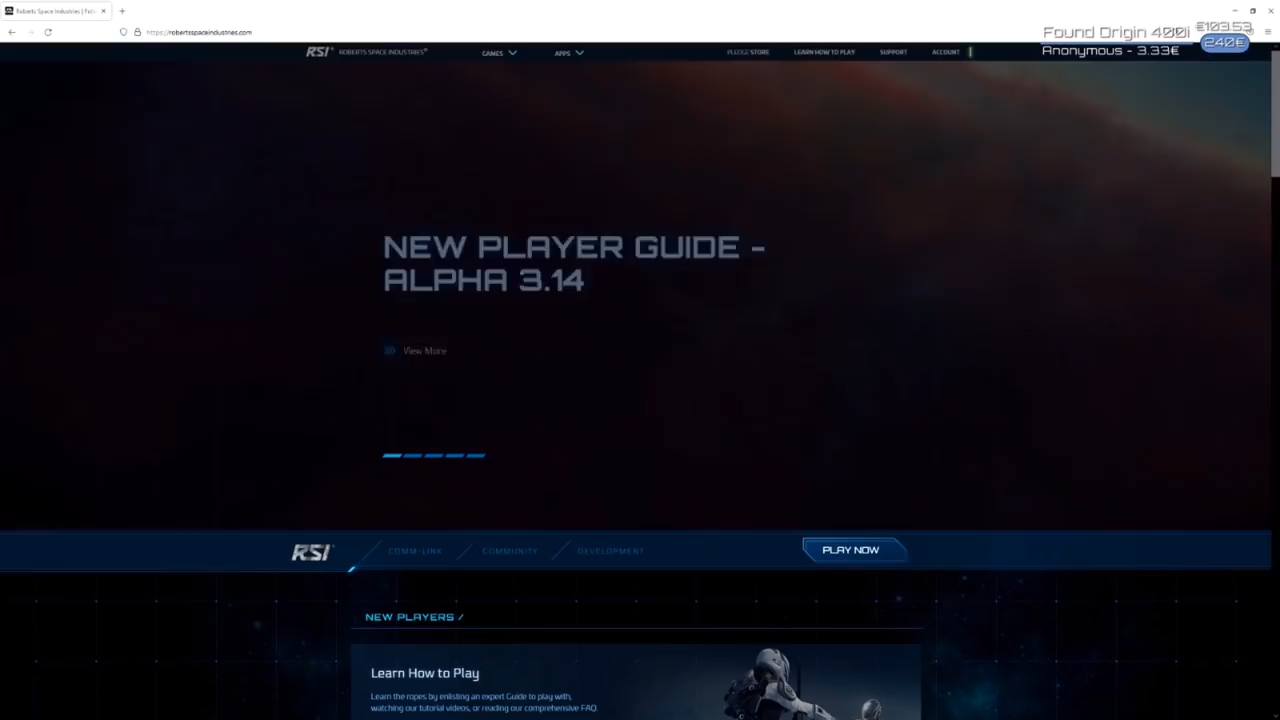 Roberts Space Industries | Foll
https://robertsspaceindustries.com
Found Origin 400i
€103.53
240€
Anonymous - 3.33€
RSI
ROBERTS SPACE INDUSTRIES®
GAMES
APPS
PLEDGE STORE
LEARN HOW TO PLAY
SUPPORT
ACCOUNT
NEW PLAYER GUIDE -
ALPHA 3.14
View More
RSI
COMM-LINK
COMMUNITY
DEVELOPMENT
PLAY NOW
NEW PLAYERS /
Learn How to Play
Learn the ropes by enlisting an expert Guide to play with,
watching our tutorial videos, or reading our comprehensive FAQ.